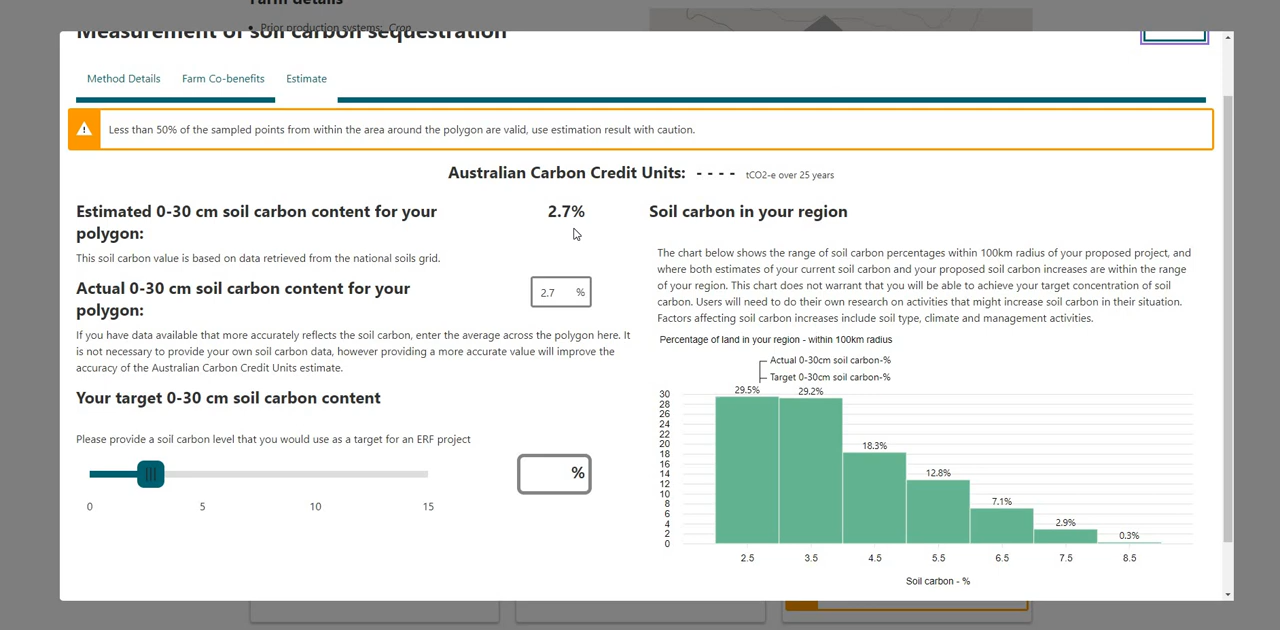 Farm details
Prior production systems: Crop
Measurement of soil carbon sequestration
Method Details Farm Co-benefits Estimate
Less than 50% of the sampled points from within the area around the polygon are valid, use estimation result with caution.
Australian Carbon Credit Units: - - - - tCO2-e over 25 years
Estimated 0-30 cm soil carbon content for your
polygon:
2.7%
This soil carbon value is based on data retrieved from the national soils grid.
Actual 0-30 cm soil carbon content for your
polygon:
2.7 %
If you have data available that more accurately reflects the soil carbon, enter the average across the polygon here. It
is not necessary to provide your own soil carbon data, however providing a more accurate value will improve the
accuracy of the Australian Carbon Credit Units estimate.
Your target 0-30 cm soil carbon content
Please provide a soil carbon level that you would use as a target for an ERF project
%
0 5 10 15
Soil carbon in your region
The chart below shows the range of soil carbon percentages within 100km radius of your proposed project, and
where both estimates of your current soil carbon and your proposed soil carbon increases are within the range
of your region. This chart does not warrant that you will be able to achieve your target concentration of soil
carbon. Users will need to do their own research on activities that might increase soil carbon in their situation.
Factors affecting soil carbon increases include soil type, climate and management activities.
Percentage of land in your region - within 100km radius
Actual 0-30cm soil carbon-%
Target 0-30cm soil carbon-%
29.5% 29.2% 18.3% 12.8% 7.1% 2.9% 0.3%
30
28
26
24
22
20
18
16
14
12
10
8
6
4
2
0
2.5 3.5 4.5 5.5 6.5 7.5 8.5
Soil carbon - %